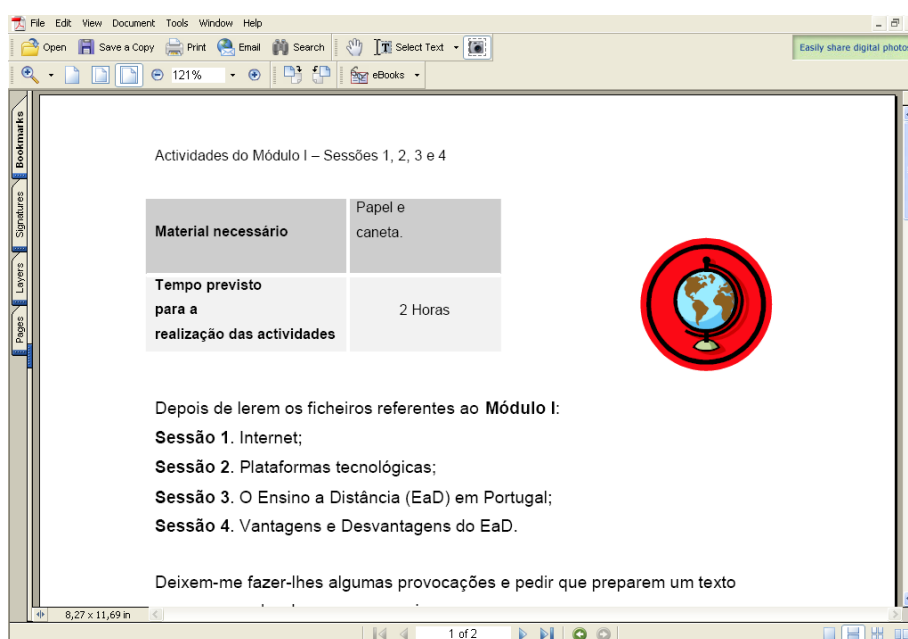 File Edit View Document Tools Window Help
Open Save a Copy Print Email Search Select Text
Easily share digital photos
121% eBooks
Bookmarks
Signatures
Layers
Pages
Actividades do Módulo I – Sessões 1, 2, 3 e 4
Papel e
Material necessário caneta.
Tempo previsto
para a 2 Horas
realização das actividades
Depois de lerem os ficheiros referentes ao Módulo I:
Sessão 1. Internet;
Sessão 2. Plataformas tecnológicas;
Sessão 3. O Ensino a Distância (EaD) em Portugal;
Sessão 4. Vantagens e Desvantagens do EaD.
Deixem-me fazer-lhes algumas provocações e pedir que preparem um texto
8,27 x 11,69 in
1 of 2